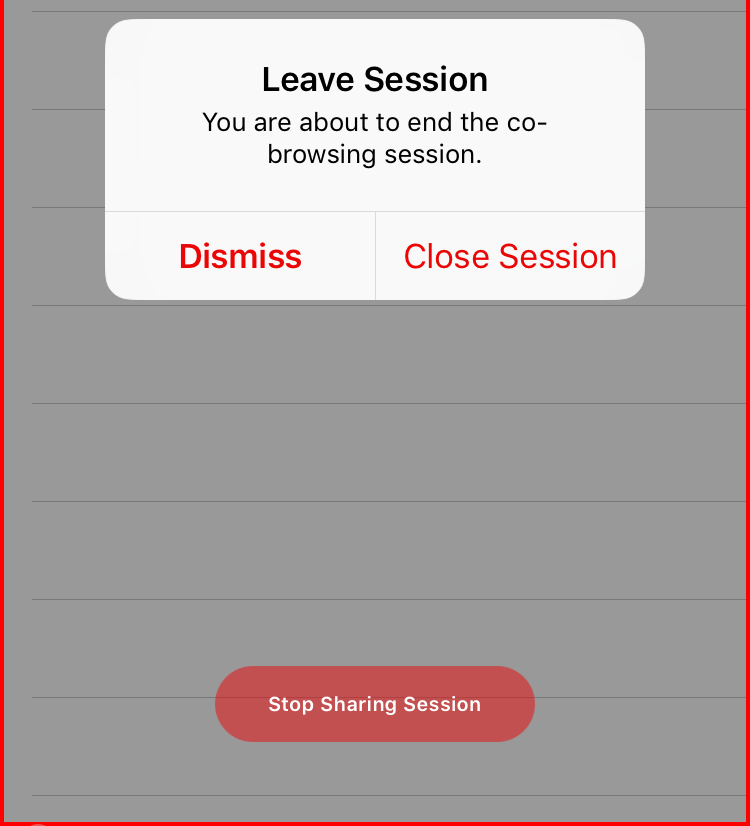 Leave Session
You are about to end the co-
browsing session.
Dismiss
Close Session
Stop Sharing Session